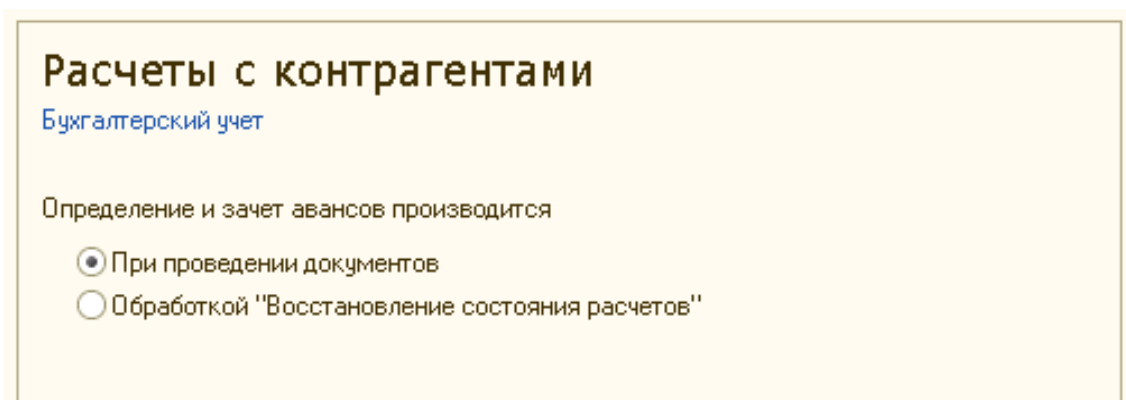 Расчеты с контрагентами
Бухгалтерский учет
Определение и зачет авансов производится
При проведении документов
Обработкой "Восстановление состояния расчетов"